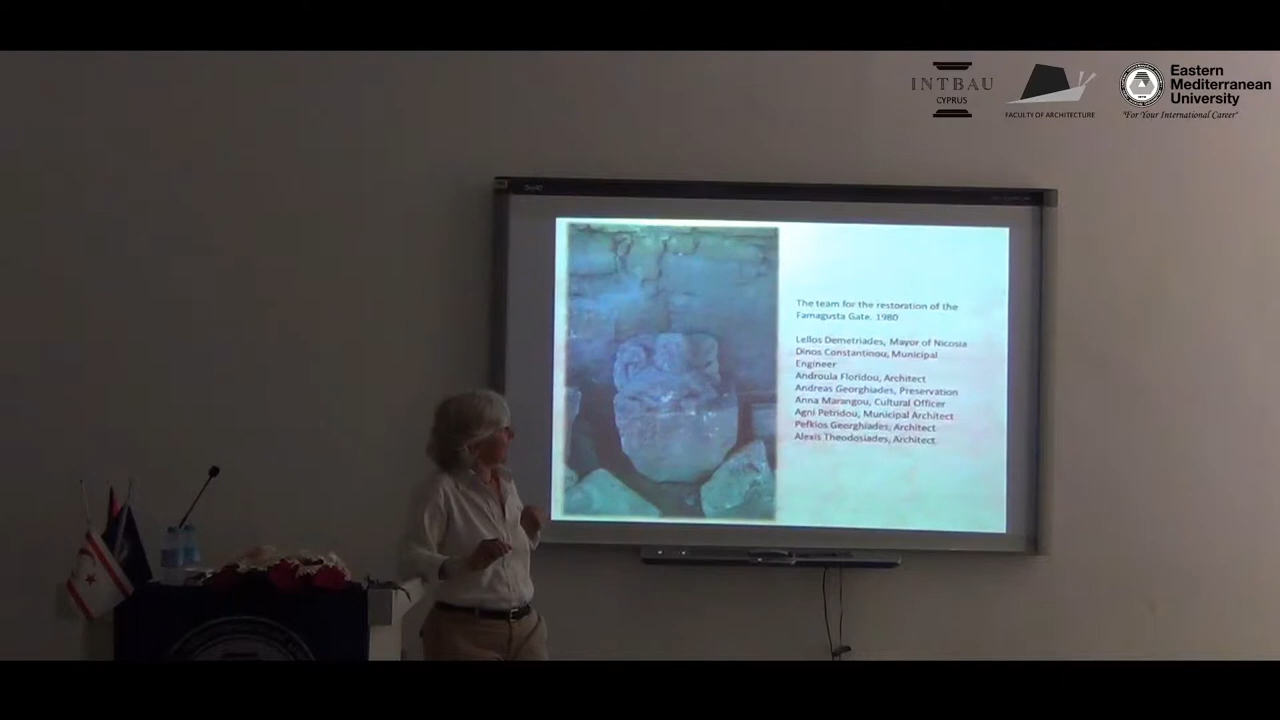 INTBAU
CYPRUS
FACULTY OF ARCHITECTURE
Eastern
Mediterranean
University
"For Your International Career"
The team for the restoration of the
Famagusta Gate. 1980
Lellos Demetriades, Mayor of Nicosia
Dinos Constantinou, Municipal
Engineer
Androula Floridou, Architect
Andreas Georghiades, Preservation
Anna Marangou, Cultural Officer
Agni Petridou, Municipal Architect
Pefkios Georghiades, Architect
Alexis Theodosiades, Architect